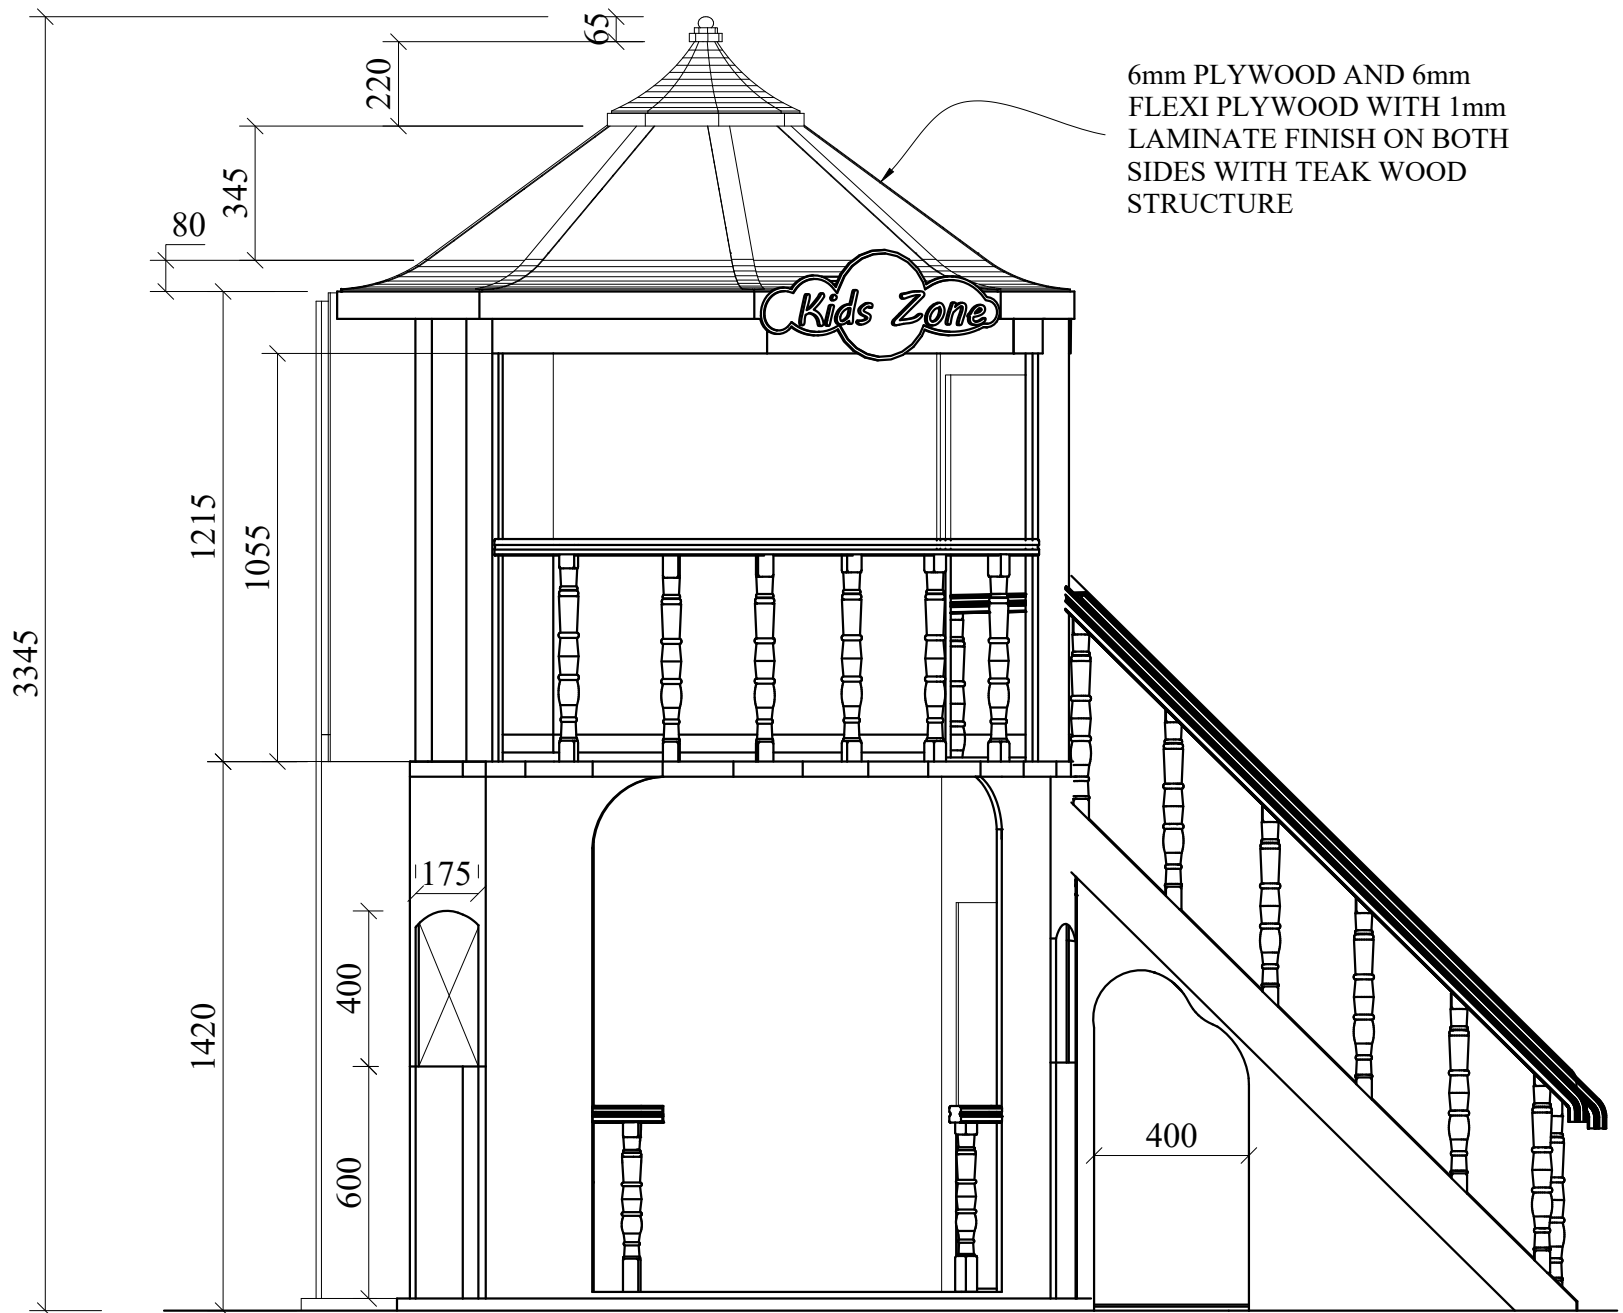 65
220
6mm PLYWOOD AND 6mm
FLEXI PLYWOOD WITH 1mm
LAMINATE FINISH ON BOTH
SIDES WITH TEAK WOOD
STRUCTURE
345
80
Kids Zone
1215
1055
3345
175
400
1420
400
600